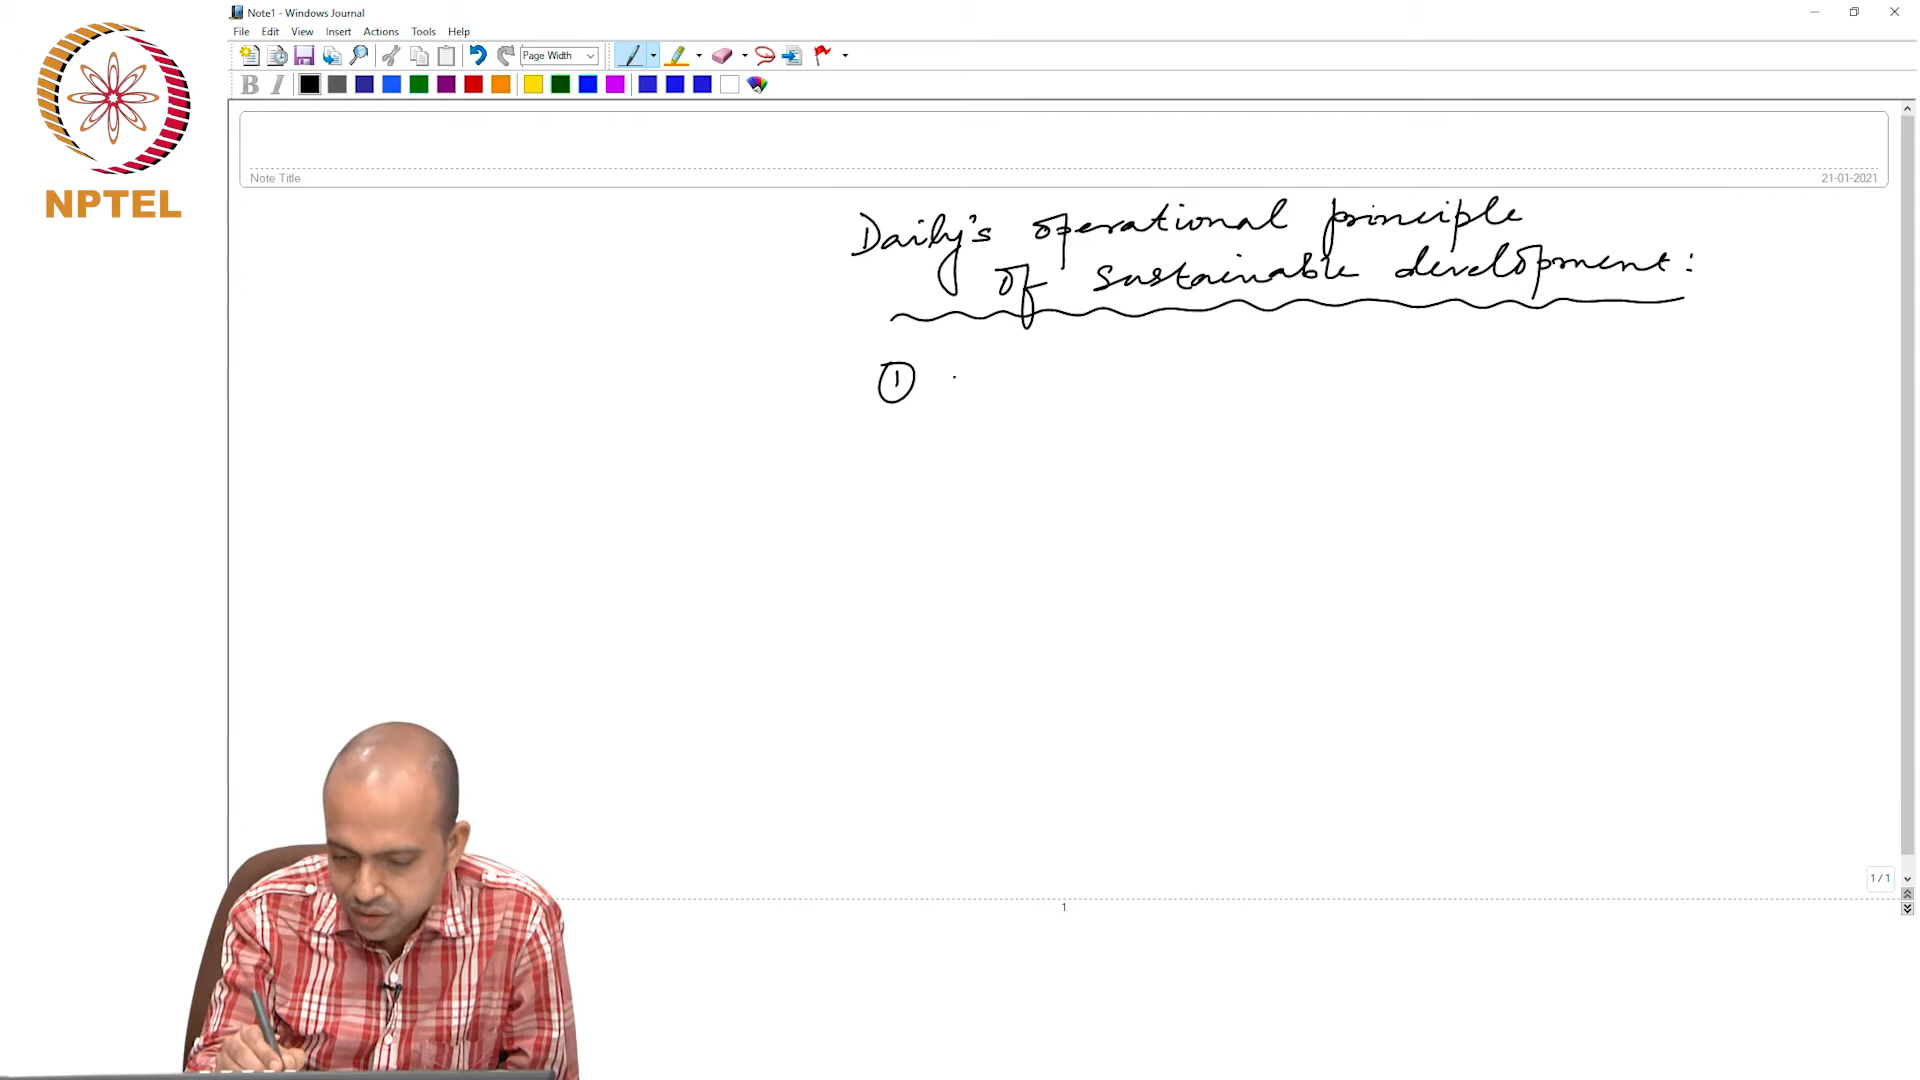 Note1 - Windows Journal
File Edit View Insert Actions Tools Help
Page Width
B I
NPTEL
Note Title
21-01-2021
Daily's operational principle
of sustainable development:
1
1 / 1
1